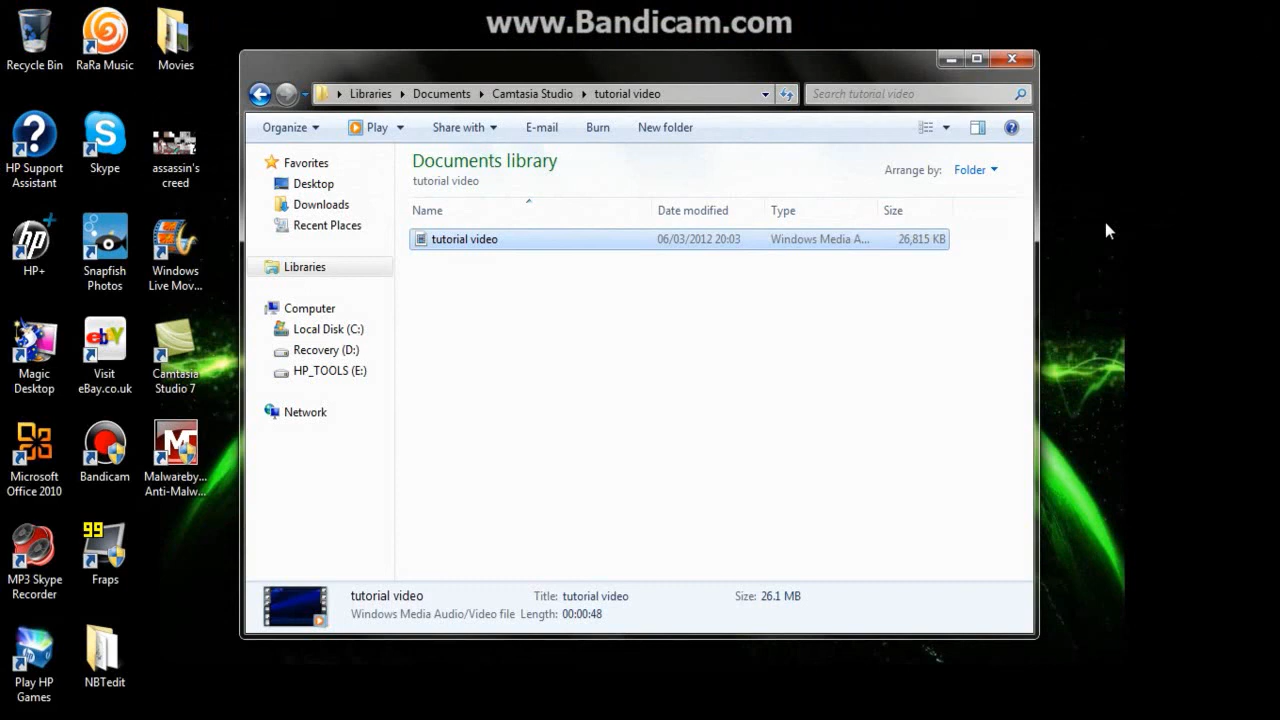 www.Bandicam.com
Recycle Bin
RaRa Music
Movies
HP Support
Assistant
Skype
assassin's
creed
HP+
Snapfish
Photos
Windows
Live Mov...
Magic
Desktop
Visit
eBay.co.uk
Camtasia
Studio 7
Microsoft
Office 2010
Bandicam
Malwareby...
Anti-Malw...
MP3 Skype
Recorder
99
Fraps
Play HP
Games
NBTedit
Libraries Documents Camtasia Studio tutorial video
Search tutorial video
Organize Play Share with E-mail Burn New folder
Favorites
Desktop
Downloads
Recent Places
Libraries
Computer
Local Disk (C:)
Recovery (D:)
HP_TOOLS (E:)
Network
Documents library
tutorial video
Arrange by: Folder
Name Date modified Type Size
tutorial video 06/03/2012 20:03 Windows Media A... 26,815 KB
tutorial video Title: tutorial video Size: 26.1 MB
Windows Media Audio/Video file Length: 00:00:48